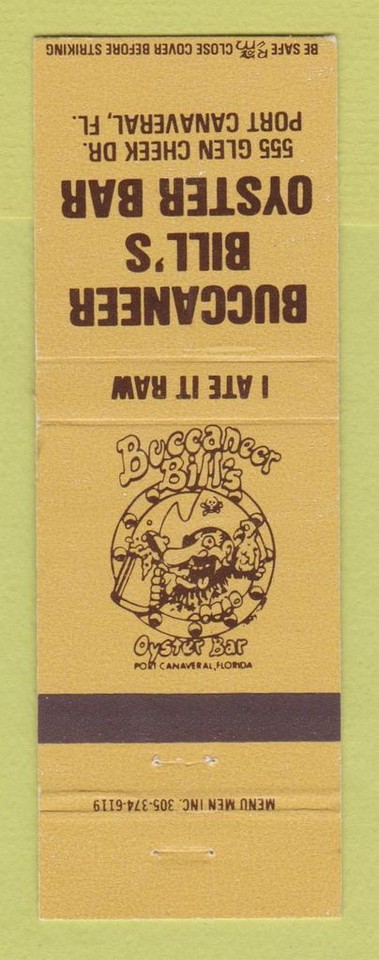 BE SAFE R OF M CLOSE COVER BEFORE STRIKING
BUCCANEER
BILL'S
OYSTER BAR
555 GLEN CHEEK DR.
PORT CANAVERAL, FL.
I ATE IT RAW
Buccaneer
Bill's
Oyster Bar
PORT CANAVERAL, FLORIDA
MENU MEN INC. 305-374-6119